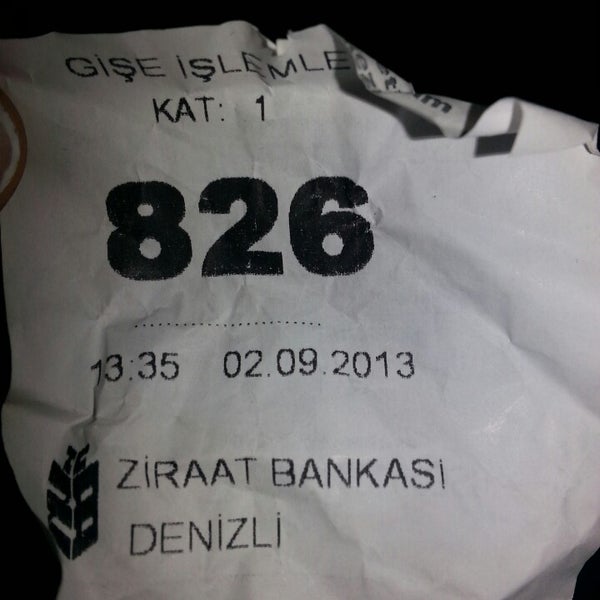 GİŞE İŞLEMLE
KAT: 1
826
13:35 02.09.2013
ZİRAAT BANKASİ
DENİZLİ